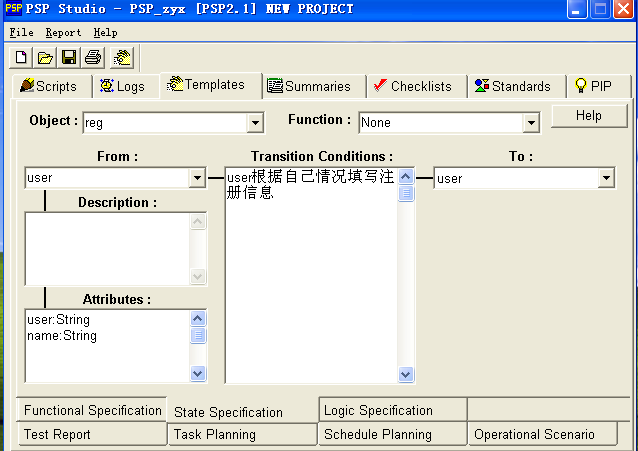 PSP PSP Studio - PSP_zyx [PSP2.1] NEW PROJECT
File Report Help
Scripts Logs Templates Summaries Checklists Standards PIP
Object : reg Function : None Help
From : Transition Conditions : To :
user user根据自己情况填写注 user
册信息
Description :
Attributes :
user:String
name:String
Functional Specification State Specification Logic Specification
Test Report Task Planning Schedule Planning Operational Scenario